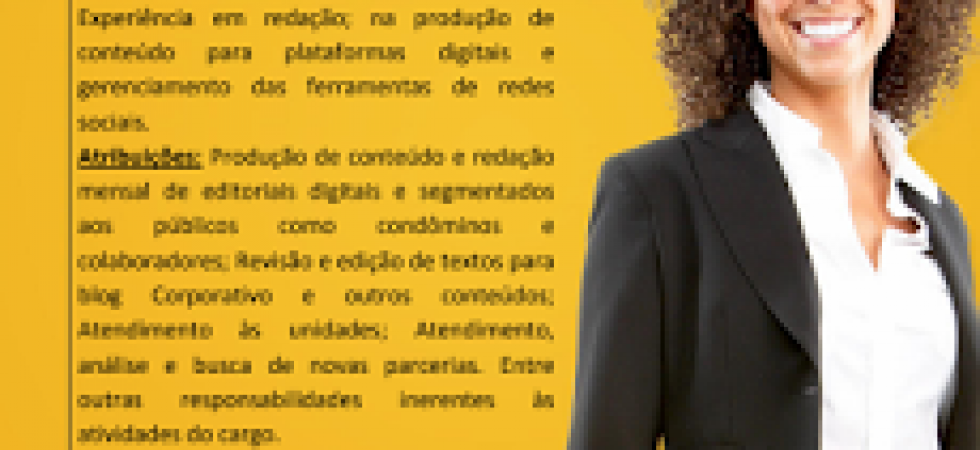 Experiência em redação; na produção de
conteúdo para plataformas digitais e
gerenciamento das ferramentas de redes
sociais.
Atribuições: Produção de conteúdo e redação
mensal de editoriais digitais e segmentados
aos públicos como condôminos e
colaboradores; Revisão e edição de textos para
blog Corporativo e outros conteúdos;
Atendimento às unidades; Atendimento,
análise e busca de novas parcerias. Entre
outras responsabilidades inerentes às
atividades do cargo.